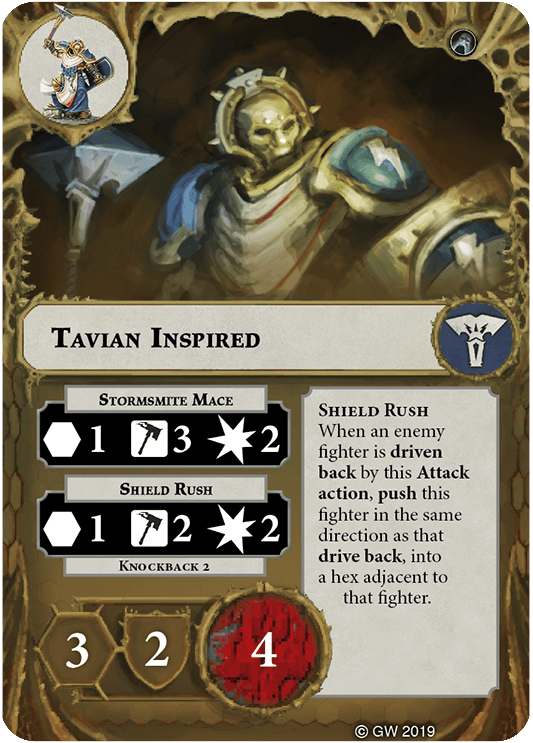 Tavian Inspired
Stormsmite Mace
1 3 2
Shield Rush
1 2 2
Knockback 2
Shield Rush
When an enemy
fighter is driven
back by this Attack
action, push this
fighter in the same
direction as that
drive back, into
a hex adjacent to
that fighter.
3 2 4
© GW 2019